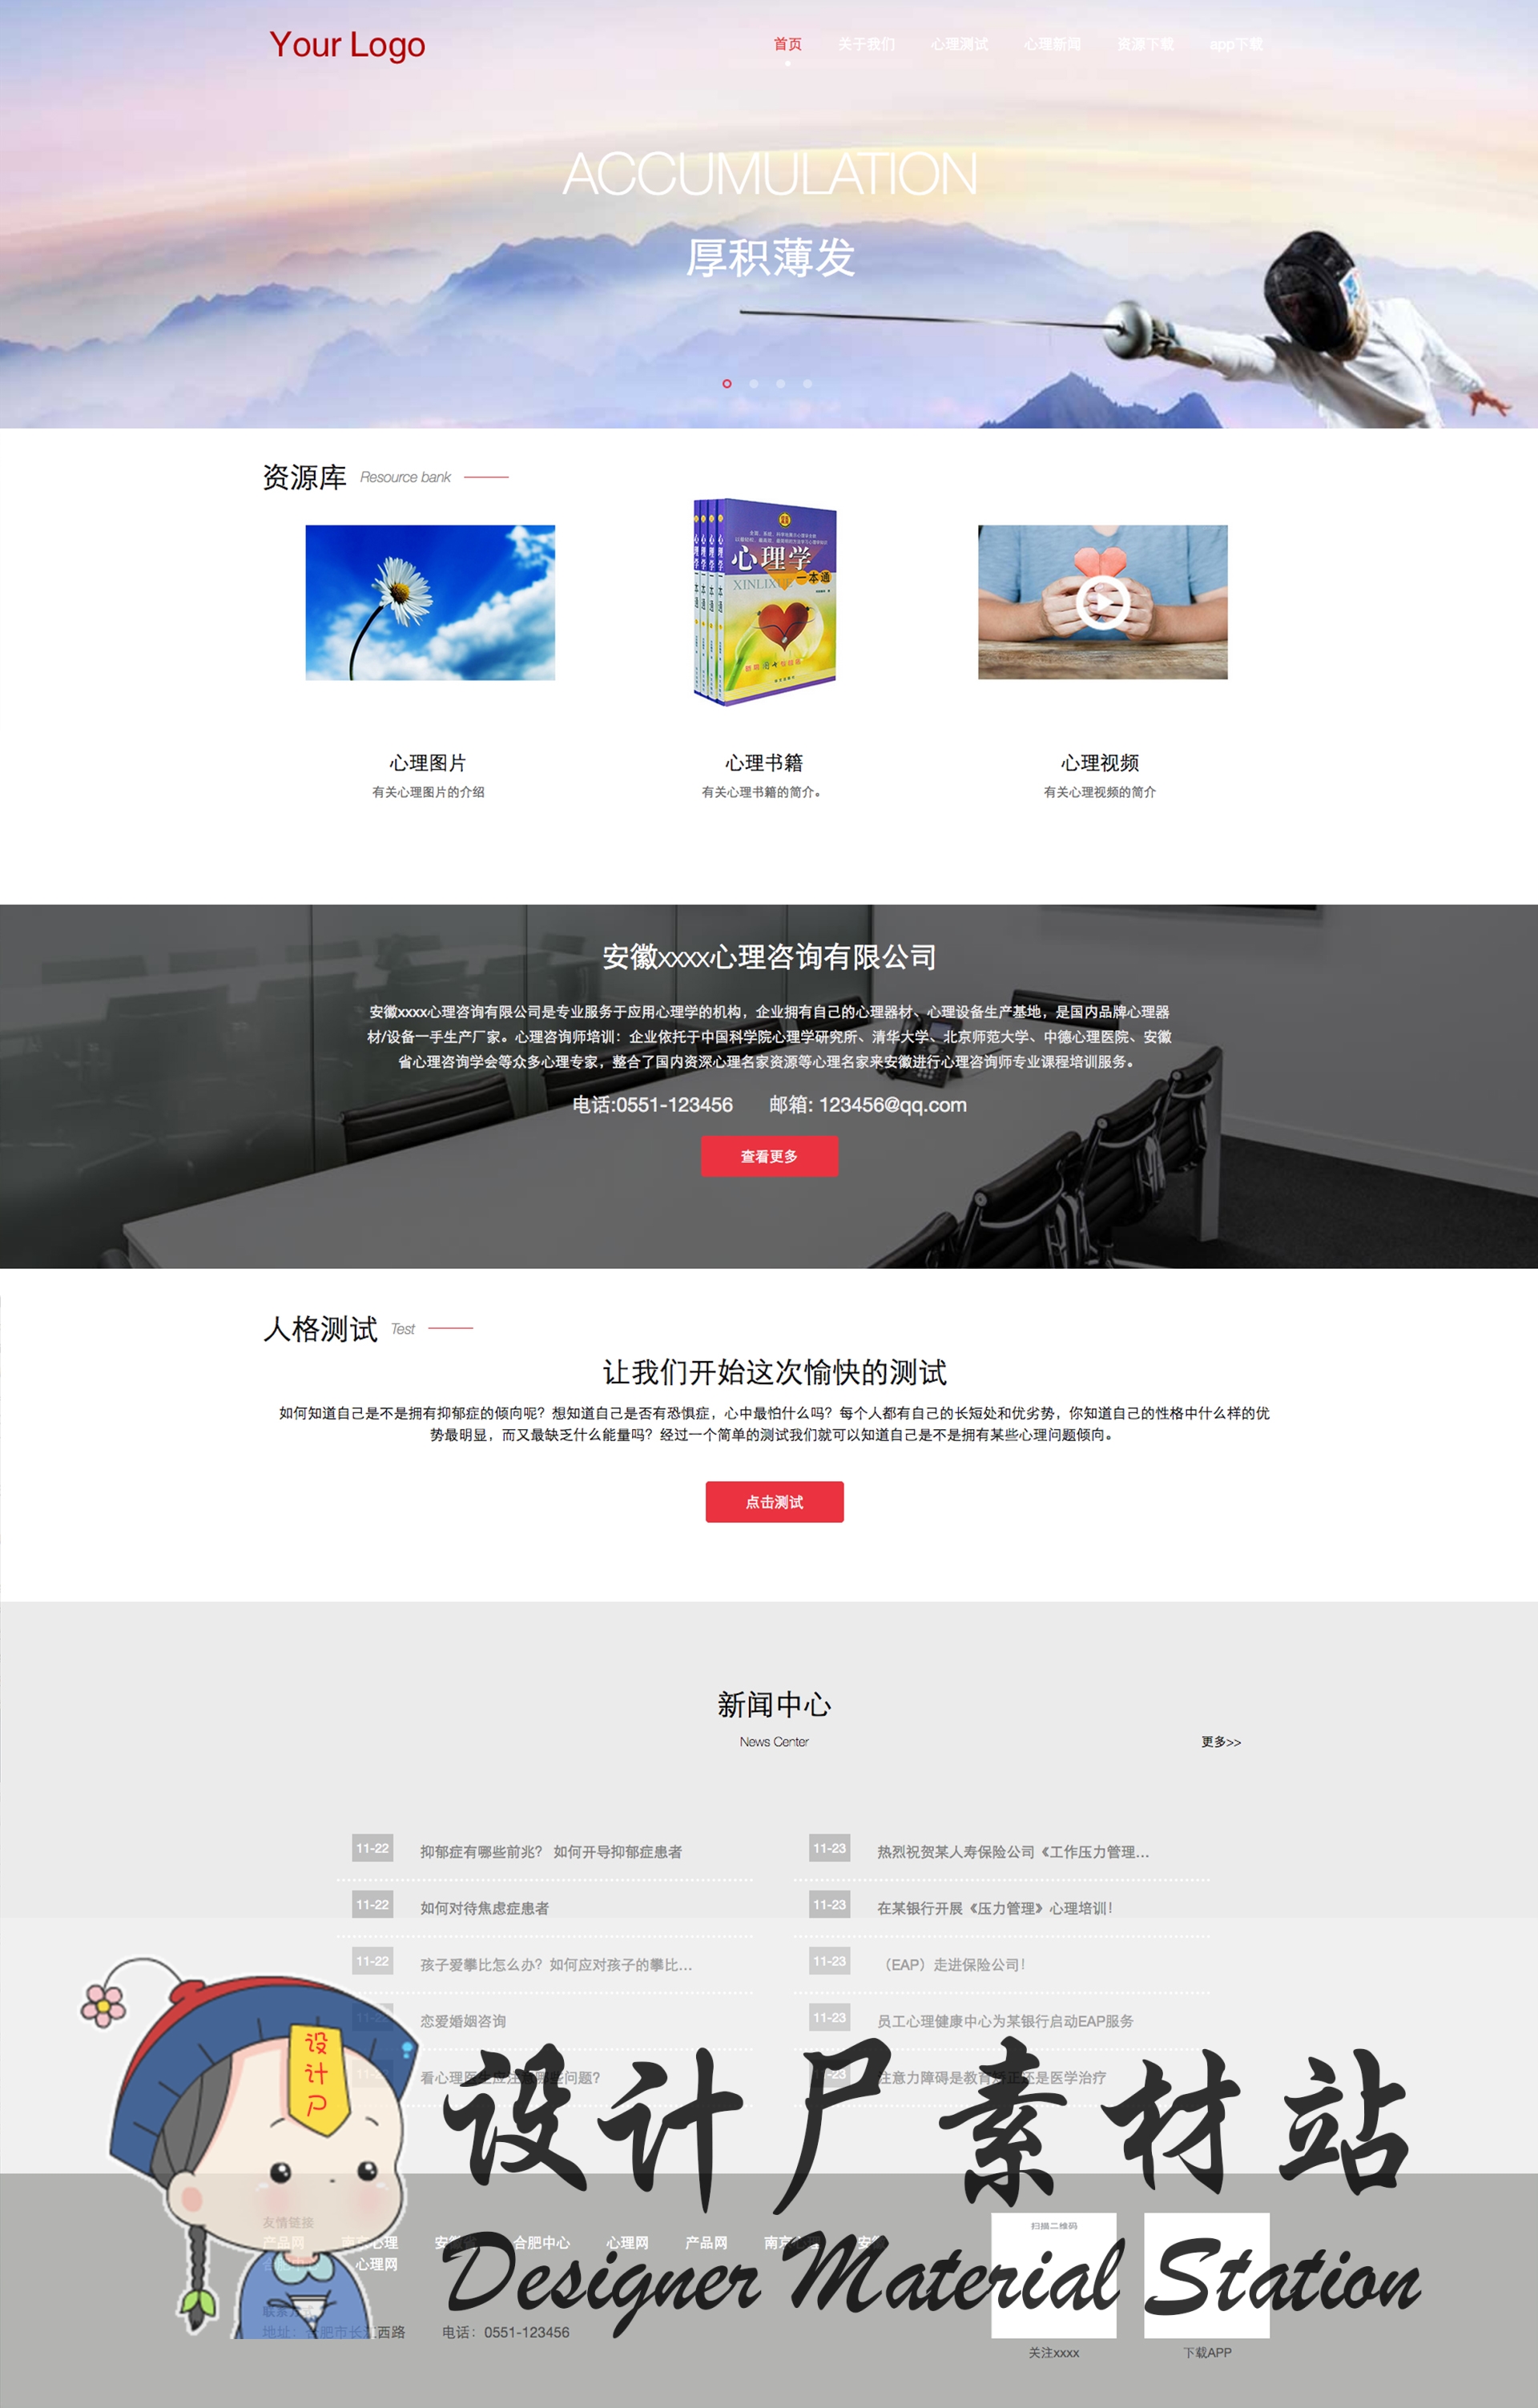 Your Logo
首页 关于我们 心理测试 心理新闻 资源下载 app下载
ACCUMULATION
厚积薄发
资源库 Resource bank
心理学
XINLIXUE 一本通
心理图片
有关心理图片的介绍
心理书籍
有关心理书籍的简介。
心理视频
有关心理视频的简介
安徽xxxx心理咨询有限公司
安徽xxxx心理咨询有限公司是专业服务于应用心理学的机构，企业拥有自己的心理器材、心理设备生产基地，是国内品牌心理器
材/设备一手生产厂家。心理咨询师培训：企业依托于中国科学院心理学研究所、清华大学、北京师范大学、中德心理医院、安徽
省心理咨询学会等众多心理专家，整合了国内资深心理名家资源等心理名家来安徽进行心理咨询师专业课程培训服务。
电话:0551-123456 邮箱: 123456@qq.com
查看更多
人格测试 Test
让我们开始这次愉快的测试
如何知道自己是不是拥有抑郁症的倾向呢？想知道自己是否有恐惧症，心中最怕什么吗？每个人都有自己的长短处和优劣势，你知道自己的性格中什么样的优
势最明显，而又最缺乏什么能量吗？经过一个简单的测试我们就可以知道自己是不是拥有某些心理问题倾向。
点击测试
新闻中心
News Center
更多>>
11-22 抑郁症有哪些前兆？ 如何开导抑郁症患者
11-23 热烈祝贺某人寿保险公司《工作压力管理...
11-22 如何对待焦虑症患者
11-23 在某银行开展《压力管理》心理培训！
11-22 孩子爱攀比怎么办？如何应对孩子的攀比...
11-23 （EAP）走进保险公司！
恋爱婚姻咨询
11-23 员工心理健康中心为某银行启动EAP服务
看心理医生应注意哪些问题？
-23 注意力障碍是教育矫正还是医学治疗
设计尸
设计尸素材站
Designer Material Station
友情链接
产品网 南京心理 合肥中心 心理网 产品网 南京心理
心理网
扫描二维码
联系方式
地址：合肥市长江西路 电话：0551-123456
关注xxxx
下载APP